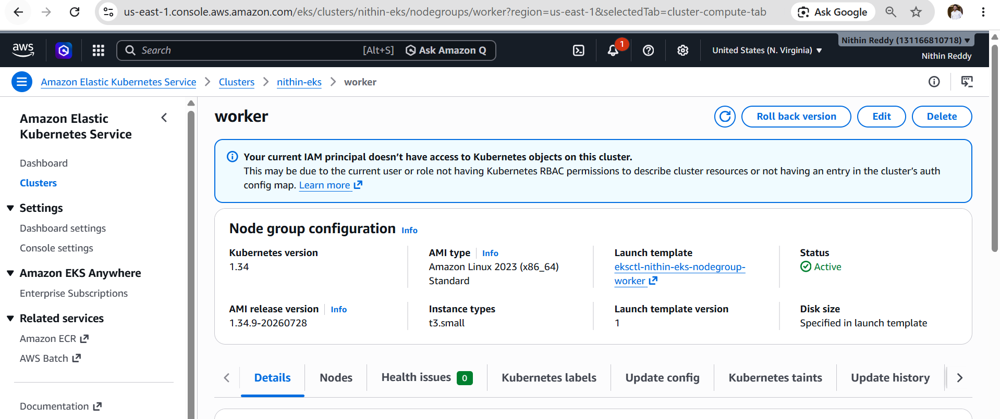 us-east-1.console.aws.amazon.com/eks/clusters/nithin-eks/nodegroups/worker?region=us-east-1&selectedTab=cluster-compute-tab
Ask Google
aws
Search
[Alt+S]
Ask Amazon Q
1
United States (N. Virginia) ▼
Nithin Reddy (131166810718) ▼
Nithin Reddy
Amazon Elastic Kubernetes Service > Clusters > nithin-eks > worker
Amazon Elastic
Kubernetes Service
Dashboard
Clusters
Settings
Dashboard settings
Console settings
Amazon EKS Anywhere
Enterprise Subscriptions
Related services
Amazon ECR
AWS Batch
Documentation
worker
Roll back version
Edit
Delete
Your current IAM principal doesn’t have access to Kubernetes objects on this cluster.
This may be due to the current user or role not having Kubernetes RBAC permissions to describe cluster resources or not having an entry in the cluster’s auth
config map. Learn more
Node group configuration Info
Kubernetes version
1.34
AMI type Info
Amazon Linux 2023 (x86_64)
Standard
Launch template
eksctl-nithin-eks-nodegroup-
worker
Status
Active
AMI release version Info
1.34.9-20260728
Instance types
t3.small
Launch template version
1
Disk size
Specified in launch template
Details
Nodes
Health issues 0
Kubernetes labels
Update config
Kubernetes taints
Update history